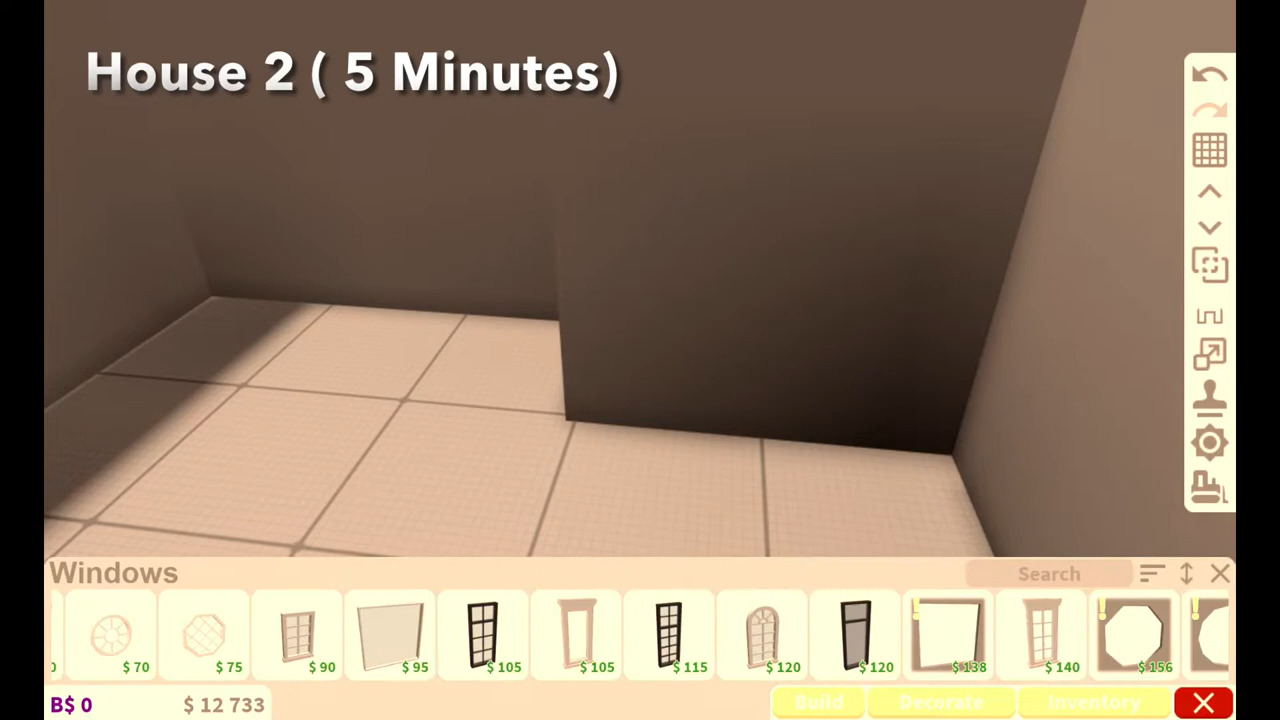 House 2 ( 5 Minutes)
Windows
Search
0
$ 70
$ 75
$ 90
$ 95
$ 105
$ 105
$ 115
$ 120
$ 120
! $ 138
$ 140
! $ 156
!
B$ 0
$ 12 733
Build
Decorate
Inventory